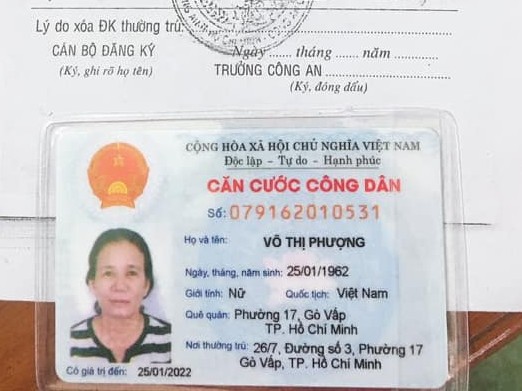 Lý do xóa ĐK thường trú:
CÁN BỘ ĐĂNG KÝ
(Ký, ghi rõ họ tên)
Ngày ....... tháng ....... năm ............
TRƯỞNG CÔNG AN ........................
(Ký, đóng dấu)
CỘNG HÒA XÃ HỘI CHỦ NGHĨA VIỆT NAM
Độc lập - Tự do - Hạnh phúc
CĂN CƯỚC CÔNG DÂN
Số: 079162010531
Họ và tên: VÕ THỊ PHƯỢNG
Ngày, tháng, năm sinh: 25/01/1962
Giới tính: Nữ Quốc tịch: Việt Nam
Quê quán: Phường 17, Gò Vấp
TP. Hồ Chí Minh
Nơi thường trú: 26/7, Đường số 3, Phường 17
Gò Vấp, TP. Hồ Chí Minh
Có giá trị đến: 25/01/2022